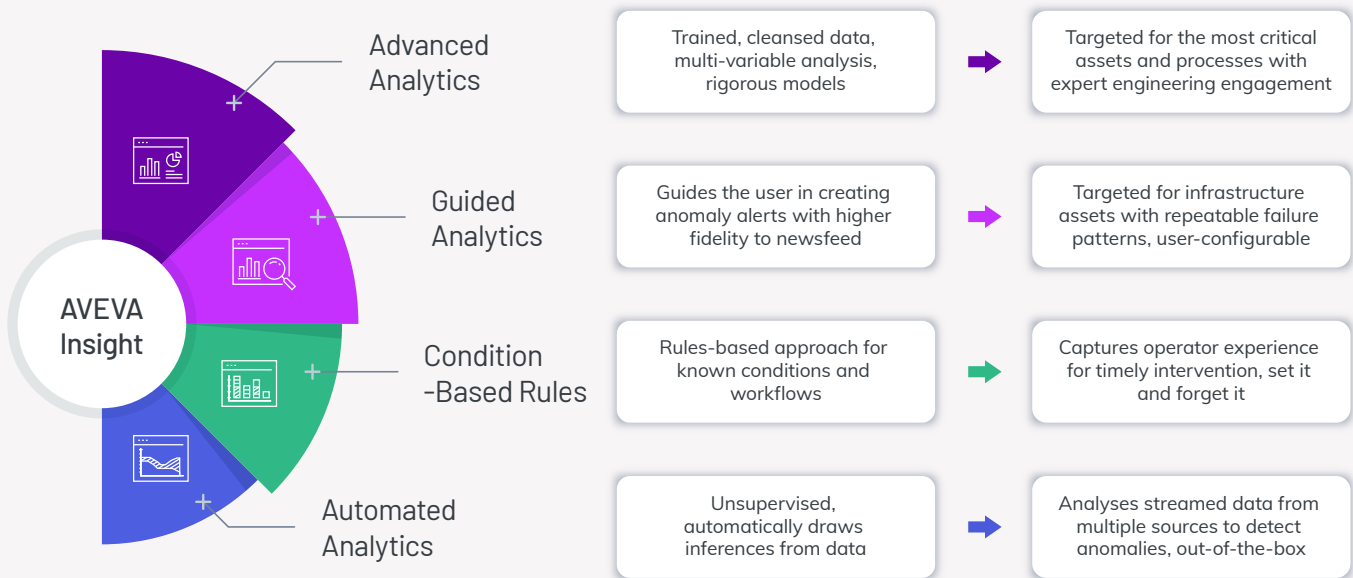 AVEVA
Insight
Advanced
Analytics
Trained, cleansed data,
multi-variable analysis,
rigorous models
Targeted for the most critical
assets and processes with
expert engineering engagement
Guided
Analytics
Guides the user in creating
anomaly alerts with higher
fidelity to newsfeed
Targeted for infrastructure
assets with repeatable failure
patterns, user-configurable
Condition
-Based Rules
Rules-based approach for
known conditions and
workflows
Captures operator experience
for timely intervention, set it
and forget it
Automated
Analytics
Unsupervised,
automatically draws
inferences from data
Analyses streamed data from
multiple sources to detect
anomalies, out-of-the-box